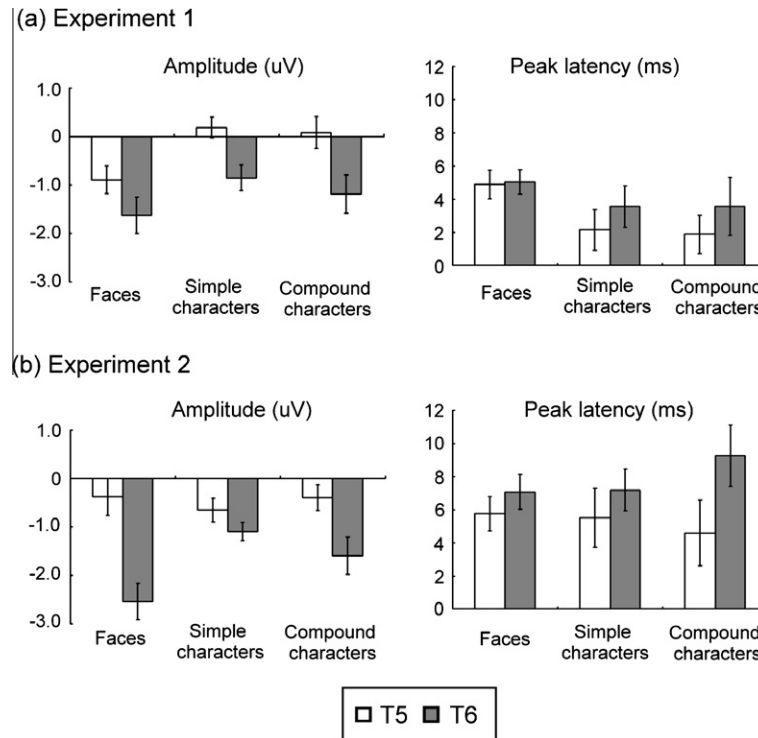 (a) Experiment 1
Amplitude (uV)
1.0
0
-1.0
-2.0
-3.0
Faces
Simple
characters
Compound
characters
Peak latency (ms)
12
10
8
6
4
2
0
Faces
Simple
characters
Compound
characters
(b) Experiment 2
Amplitude (uV)
1.0
0
-1.0
-2.0
-3.0
Faces
Simple
characters
Compound
characters
Peak latency (ms)
12
10
8
6
4
2
0
Faces
Simple
characters
Compound
characters
T5 T6